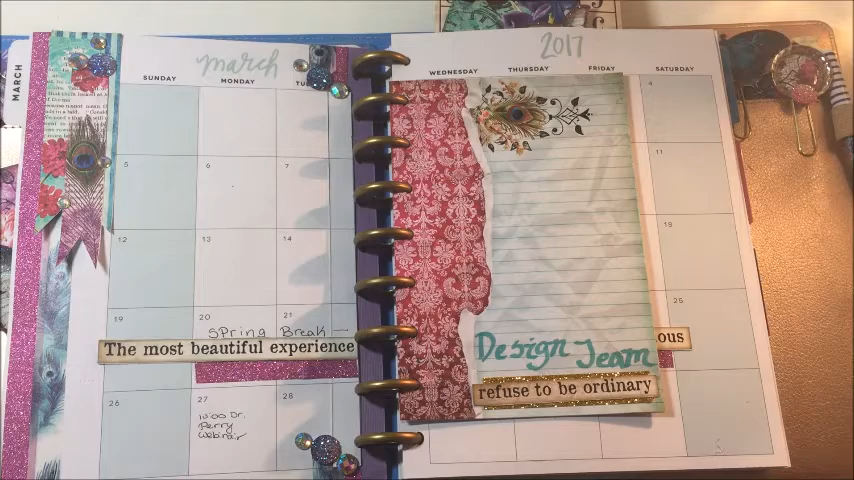 march
2017
MARCH
SUNDAY
MONDAY
WEDNESDAY
THURSDAY
FRIDAY
SATURDAY
4
5
6
7
11
12
13
14
18
19
20
21
Spring Break —
25
The most beautiful experience
ous
Design Team
refuse to be ordinary
26
27
28
10:00 Dr.
Perry
Webinar